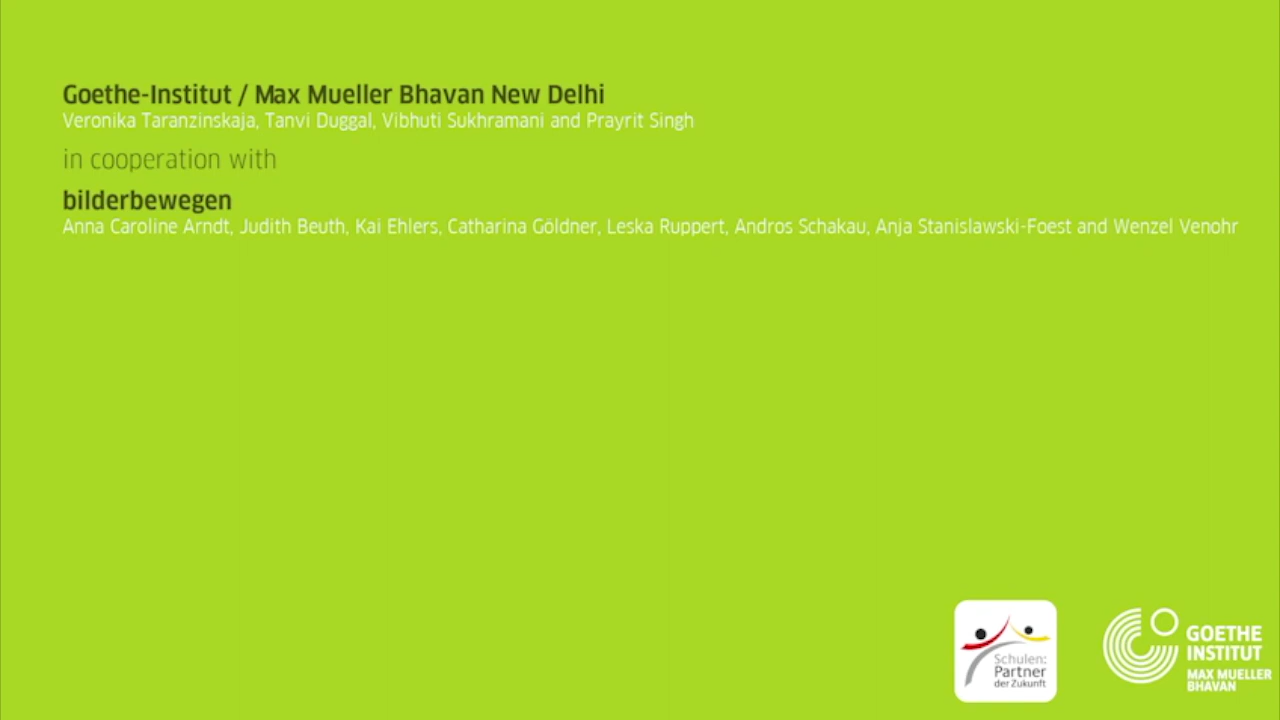 Goethe-Institut / Max Mueller Bhavan New Delhi
Veronika Taranzinskaja, Tanvi Duggal, Vibhuti Sukhramani and Prayrit Singh
in cooperation with
bilderbewegen
Anna Caroline Arndt, Judith Beuth, Kai Ehlers, Catharina Göldner, Leska Ruppert, Andros Schakau, Anja Stanislawski-Foest and Wenzel Venohr
Schulen:
Partner
der Zukunft
GOETHE
INSTITUT
MAX MUELLER
BHAVAN